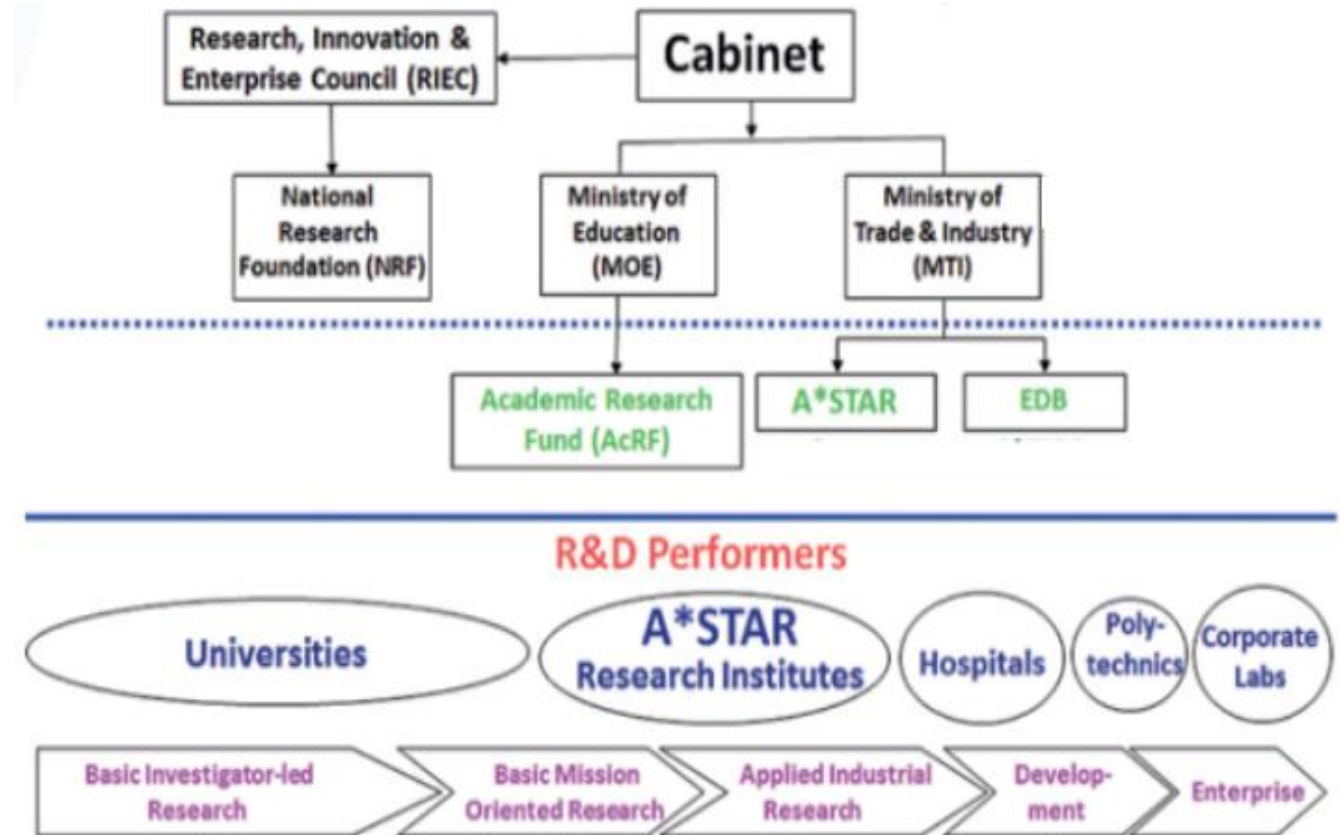 Research, Innovation &
Enterprise Council (RIEC)
Cabinet
National
Research
Foundation (NRF)
Ministry of
Education
(MOE)
Ministry of
Trade & Industry
(MTI)
Academic Research
Fund (AcRF)
A*STAR
EDB
R&D Performers
Universities
A*STAR
Research Institutes
Hospitals
Poly-
technics
Corporate
Labs
Basic Investigator-led
Research
Basic Mission
Oriented Research
Applied Industrial
Research
Develop-
ment
Enterprise